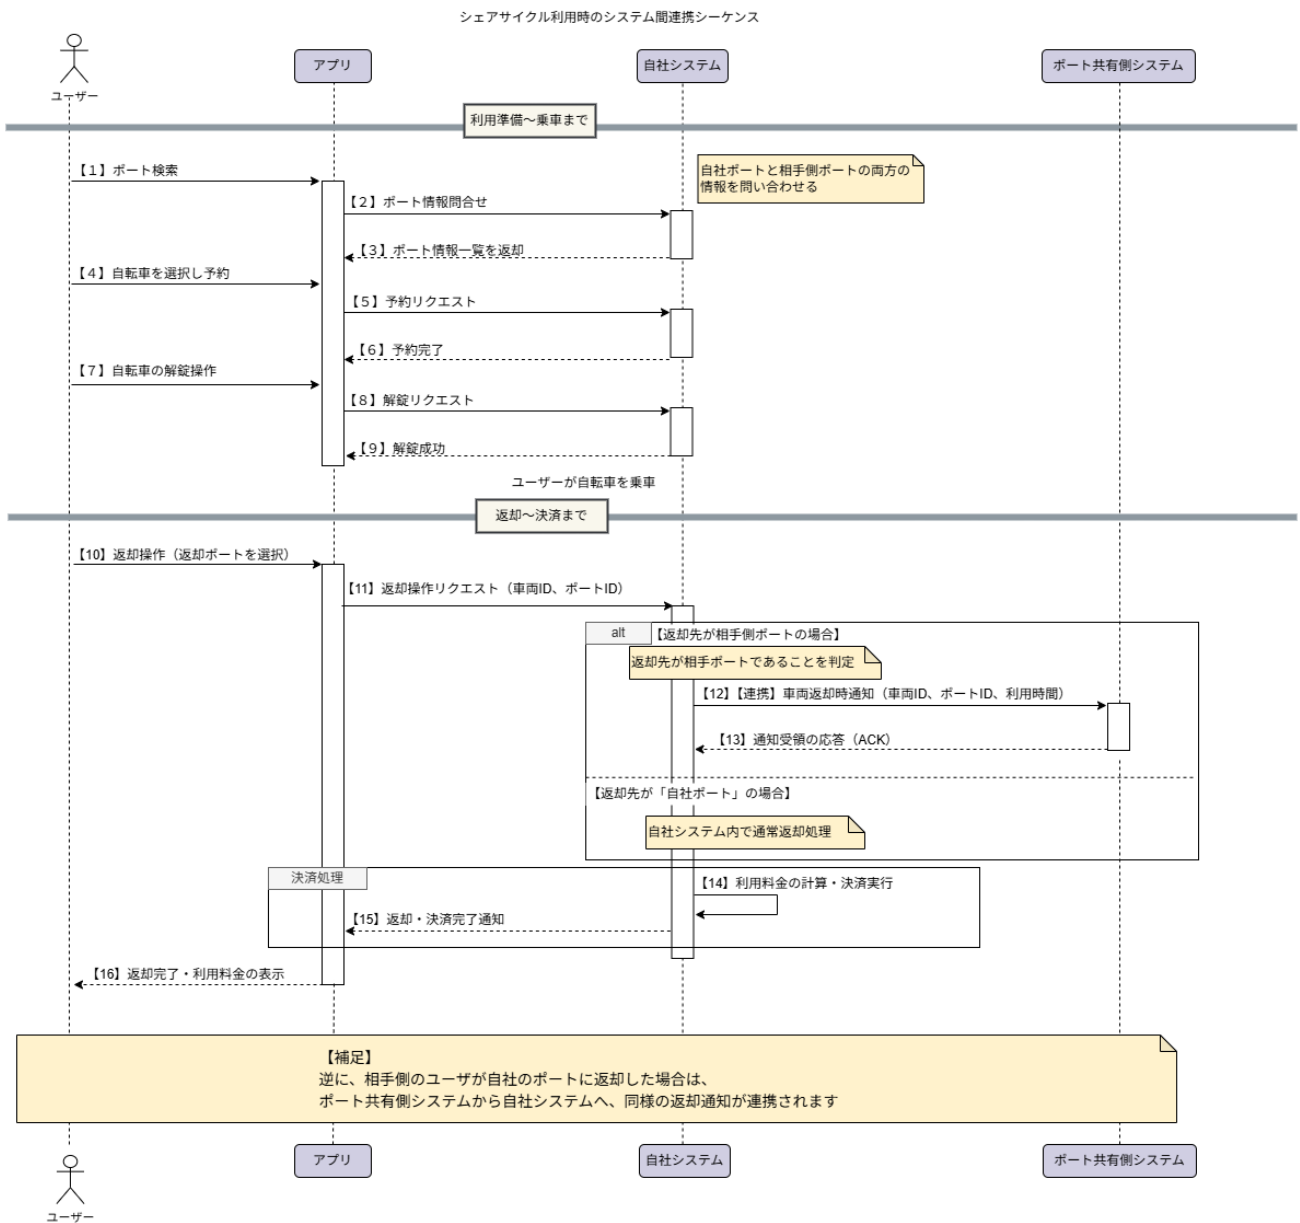 シェアサイクル利用時のシステム間連携シーケンス
ユーザー
アプリ
自社システム
ポート共有側システム
利用準備～乗車まで
【１】ポート検索
自社ポートと相手側ポートの両方の
情報を問い合わせる
【２】ポート情報問合せ
【３】ポート情報一覧を返却
【４】自転車を選択し予約
【５】予約リクエスト
【６】予約完了
【７】自転車の解錠操作
【８】解錠リクエスト
【９】解錠成功
ユーザーが自転車を乗車
返却～決済まで
【10】返却操作（返却ポートを選択）
【11】返却操作リクエスト（車両ID、ポートID）
alt
【返却先が相手側ポートの場合】
返却先が相手ポートであることを判定
【12】【連携】車両返却時通知（車両ID、ポートID、利用時間）
【13】通知受領の応答（ACK）
【返却先が「自社ポート」の場合】
自社システム内で通常返却処理
決済処理
【14】利用料金の計算・決済実行
【15】返却・決済完了通知
【16】返却完了・利用料金の表示
【補足】
逆に、相手側のユーザが自社のポートに返却した場合は、
ポート共有側システムから自社システムへ、同様の返却通知が連携されます
アプリ
自社システム
ポート共有側システム
ユーザー